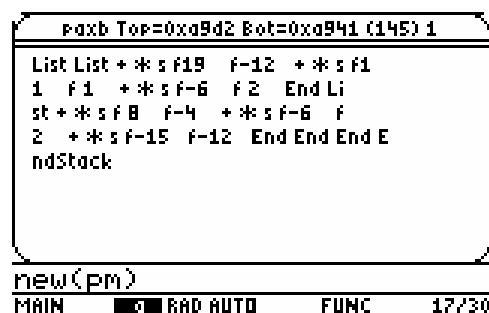 paxb Top=0xa9d2 Bot=0xa941 (145) 1
List List + * s f19 f-12 + * s f1
1 f 1 + * s f-6 f 2 End Li
st + * s f 8 f-4 + * s f-6 f
2 + * s f-15 f-12 End End End E
ndStack
new(pm)
MAIN RAD AUTO FUNC 17/30